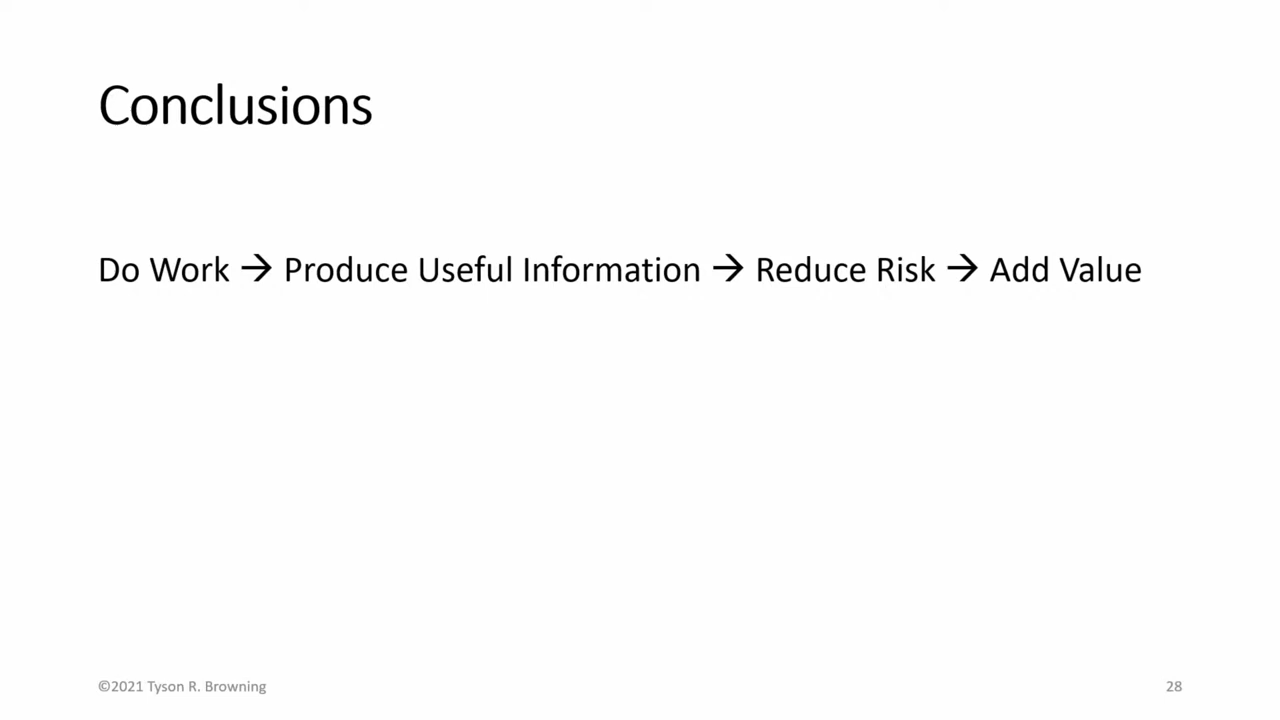 Conclusions
Do Work → Produce Useful Information → Reduce Risk → Add Value
©2021 Tyson R. Browning
28